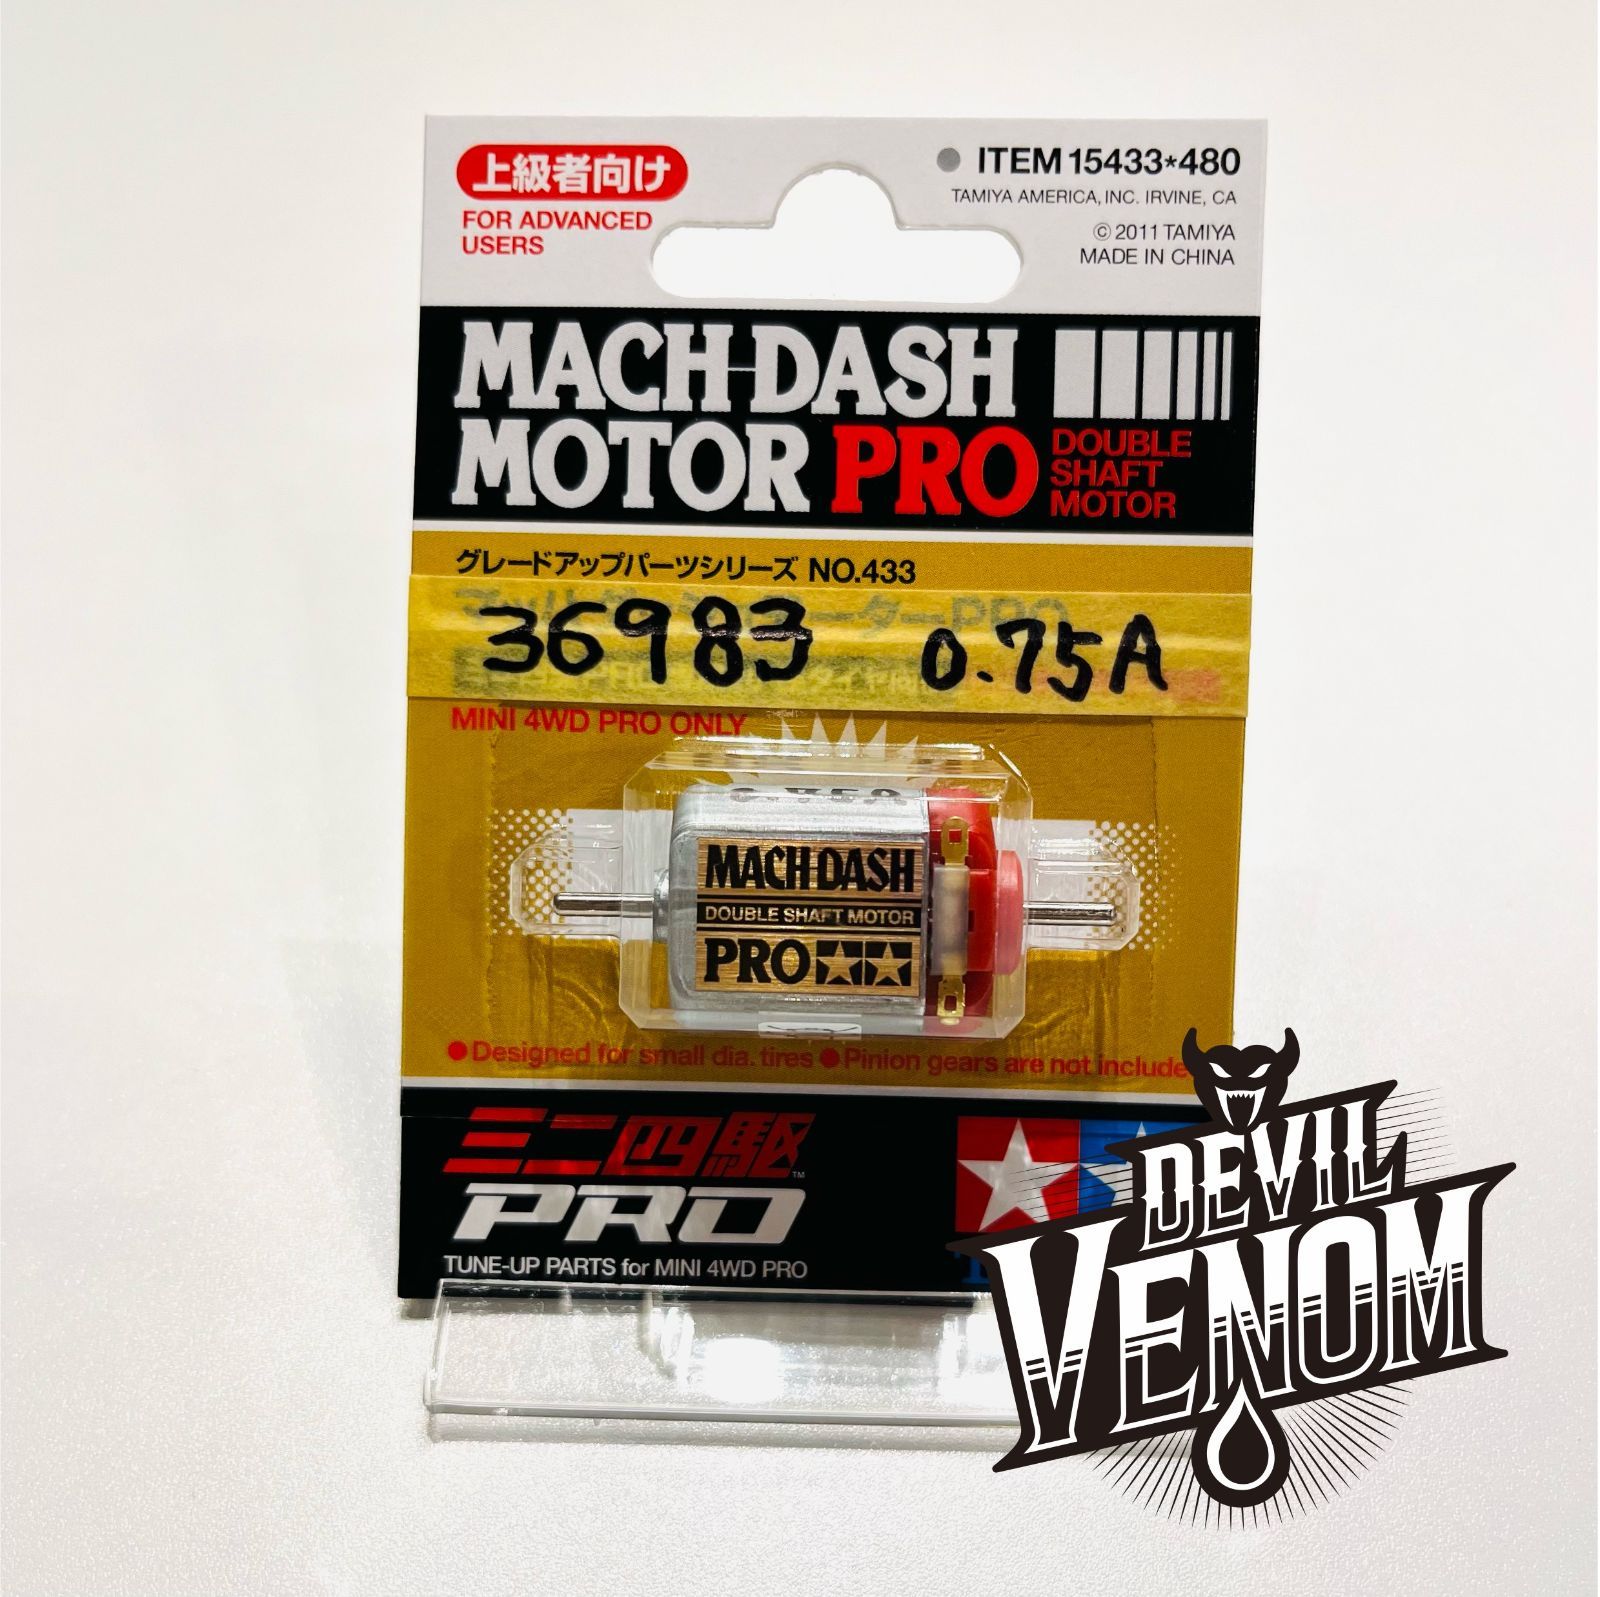 上級者向け
FOR ADVANCED
USERS
ITEM 15433*480
TAMIYA AMERICA, INC. IRVINE, CA
© 2011 TAMIYA
MADE IN CHINA
MACH-DASH
MOTOR PRO
DOUBLE
SHAFT
MOTOR
グレードアップパーツシリーズ NO.433
36983 0.75A
MINI 4WD PRO ONLY
MACH-DASH
DOUBLE SHAFT MOTOR
PRO
●Designed for small dia. tires ●Pinion gears are not include
ミニ四駆™
PRO
TUNE-UP PARTS for MINI 4WD PRO
DEVIL
VENOM